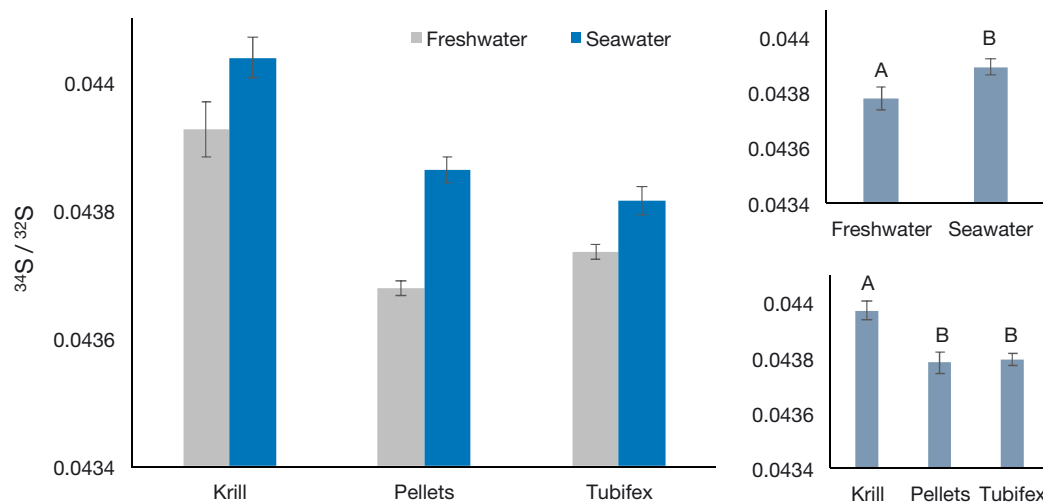 Freshwater
Seawater
0.044
0.0438
0.0436
0.0434
³⁴S / ³²S
Krill
Pellets
Tubifex
0.044
0.0438
0.0436
0.0434
A
B
Freshwater
Seawater
0.044
0.0438
0.0436
0.0434
A
B
B
Krill
Pellets
Tubifex